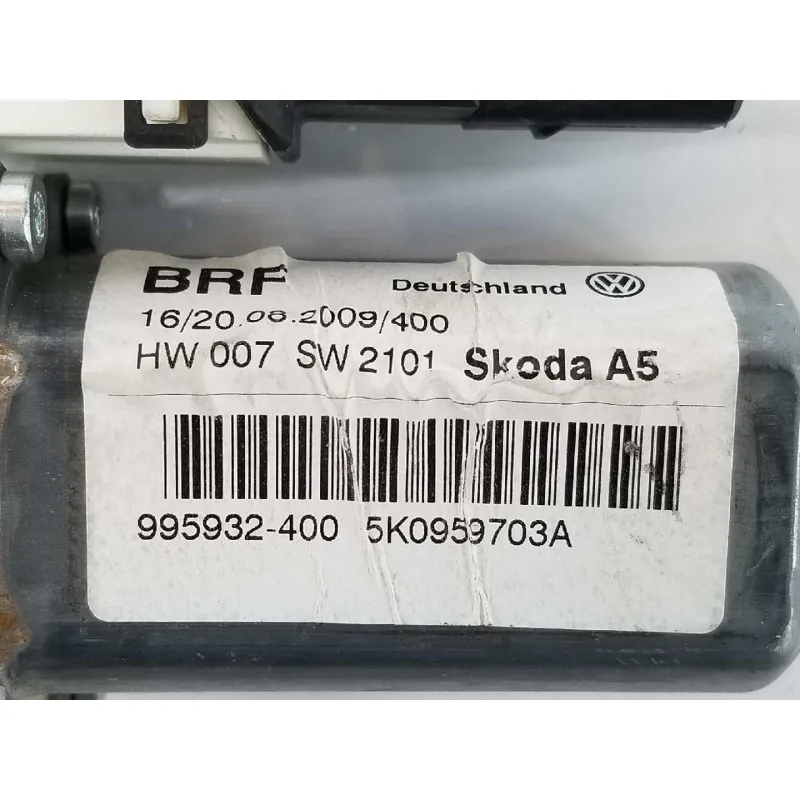 BRF Deutschland
16/20.08.2009/400
HW 007 SW 2101 Skoda A5
995932-400 5K0959703A